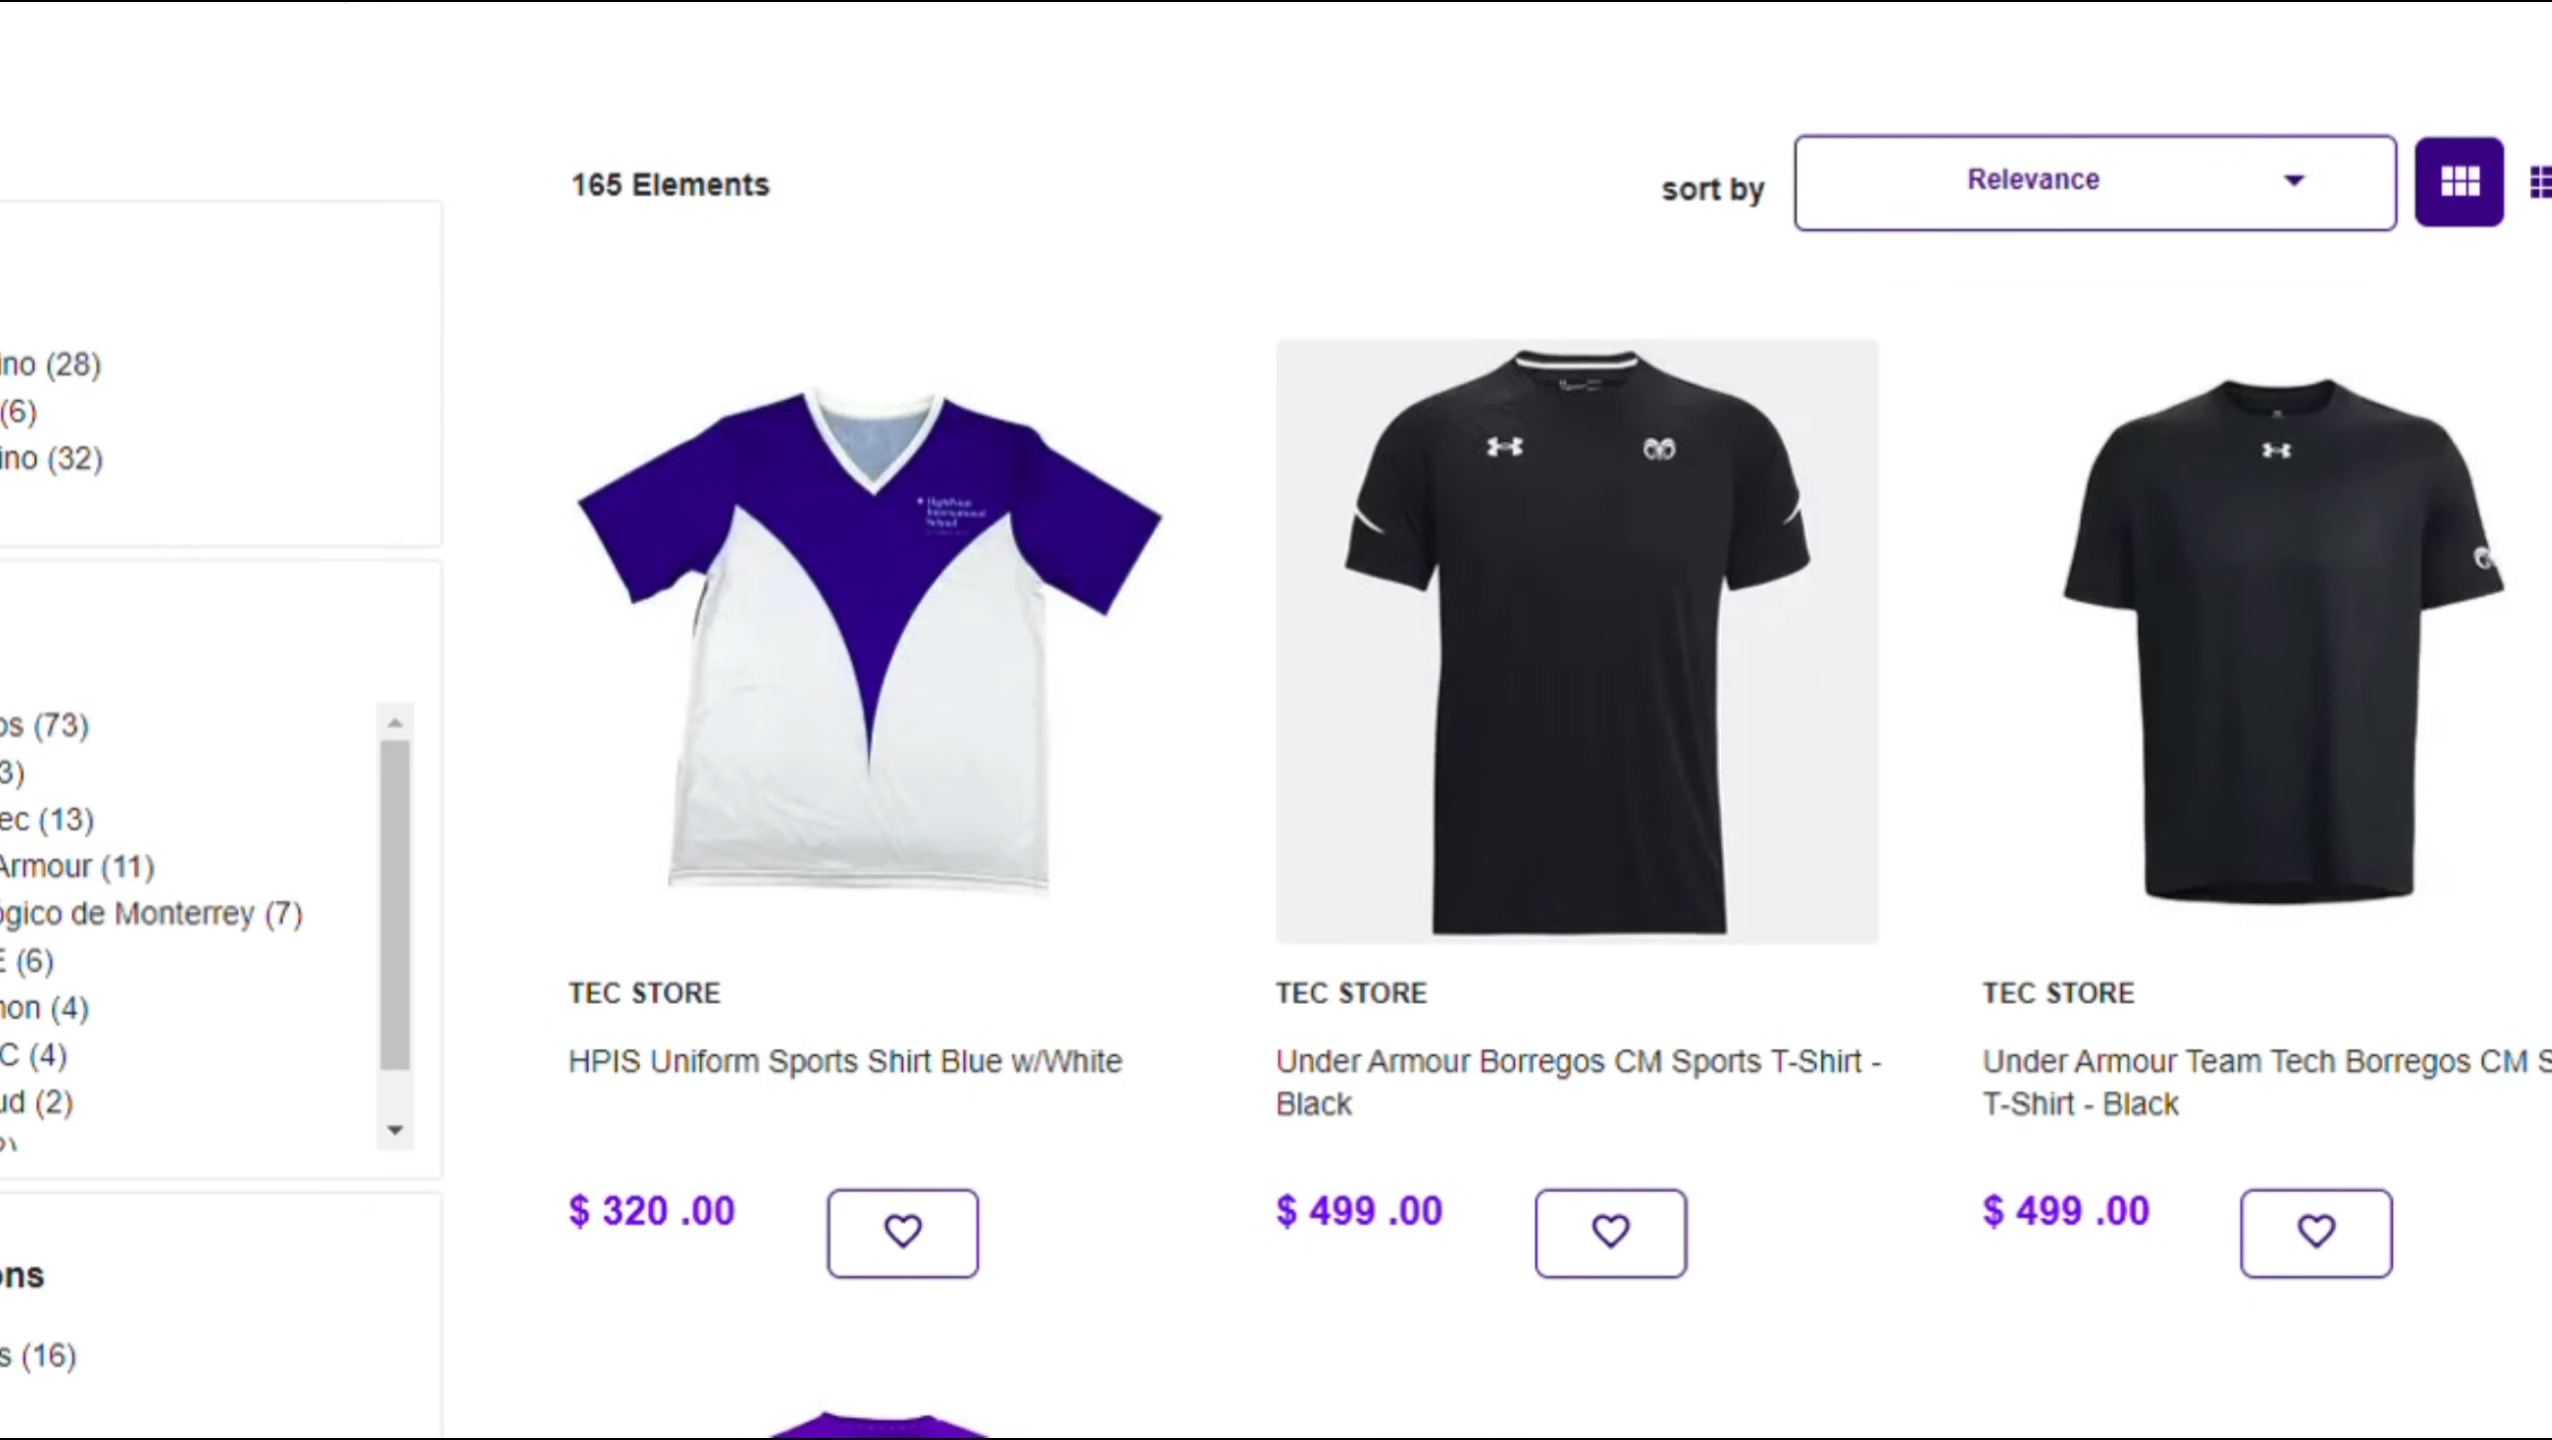 165 Elements
sort by
Relevance
ino (28)
(6)
ino (32)
os (73)
3)
ec (13)
Armour (11)
ógico de Monterrey (7)
E (6)
non (4)
C (4)
ud (2)
ons
s (16)
TEC STORE
HPIS Uniform Sports Shirt Blue w/White
$ 320 .00
TEC STORE
Under Armour Borregos CM Sports T-Shirt -
Black
$ 499 .00
TEC STORE
Under Armour Team Tech Borregos CM S
T-Shirt - Black
$ 499 .00